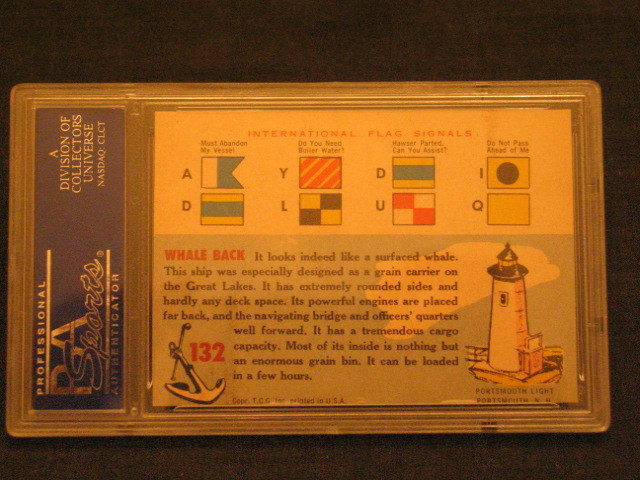 A
DIVISION OF
COLLECTORS
UNIVERSE
NASDAQ CLCT
PROFESSIONAL
PSA
Sports®
AUTHENTICATOR
INTERNATIONAL FLAG SIGNALS:
Must Abandon
My Vessel
Do You Need
Boiler Water?
Hawser Parted,
Can You Assist?
Do Not Pass
Ahead of Me
A Y D I
D L U Q
WHALE BACK It looks indeed like a surfaced whale.
This ship was especially designed as a grain carrier on
the Great Lakes. It has extremely rounded sides and
hardly any deck space. Its powerful engines are placed
far back, and the navigating bridge and officers' quarters
well forward. It has a tremendous cargo
capacity. Most of its inside is nothing but
an enormous grain bin. It can be loaded
in a few hours.
132
PORTSMOUTH LIGHT
PORTSMOUTH, N. H.
Copr. T.C.G. Inc. printed in U.S.A.